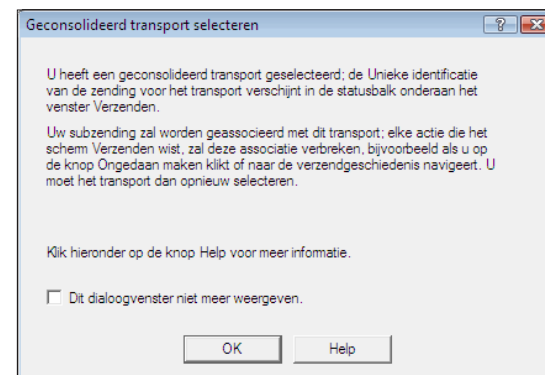 Geconsolideerd transport selecteren
U heeft een geconsolideerd transport geselecteerd; de Unieke identificatie
van de zending voor het transport verschijnt in de statusbalk onderaan het
venster Verzenden.
Uw subzending zal worden geassocieerd met dit transport; elke actie die het
scherm Verzenden wist, zal deze associatie verbreken, bijvoorbeeld als u op
de knop Ongedaan maken klikt of naar de verzendgeschiedenis navigeert. U
moet het transport dan opnieuw selecteren.
Klik hieronder op de knop Help voor meer informatie.
Dit dialoogvenster niet meer weergeven.
OK
Help